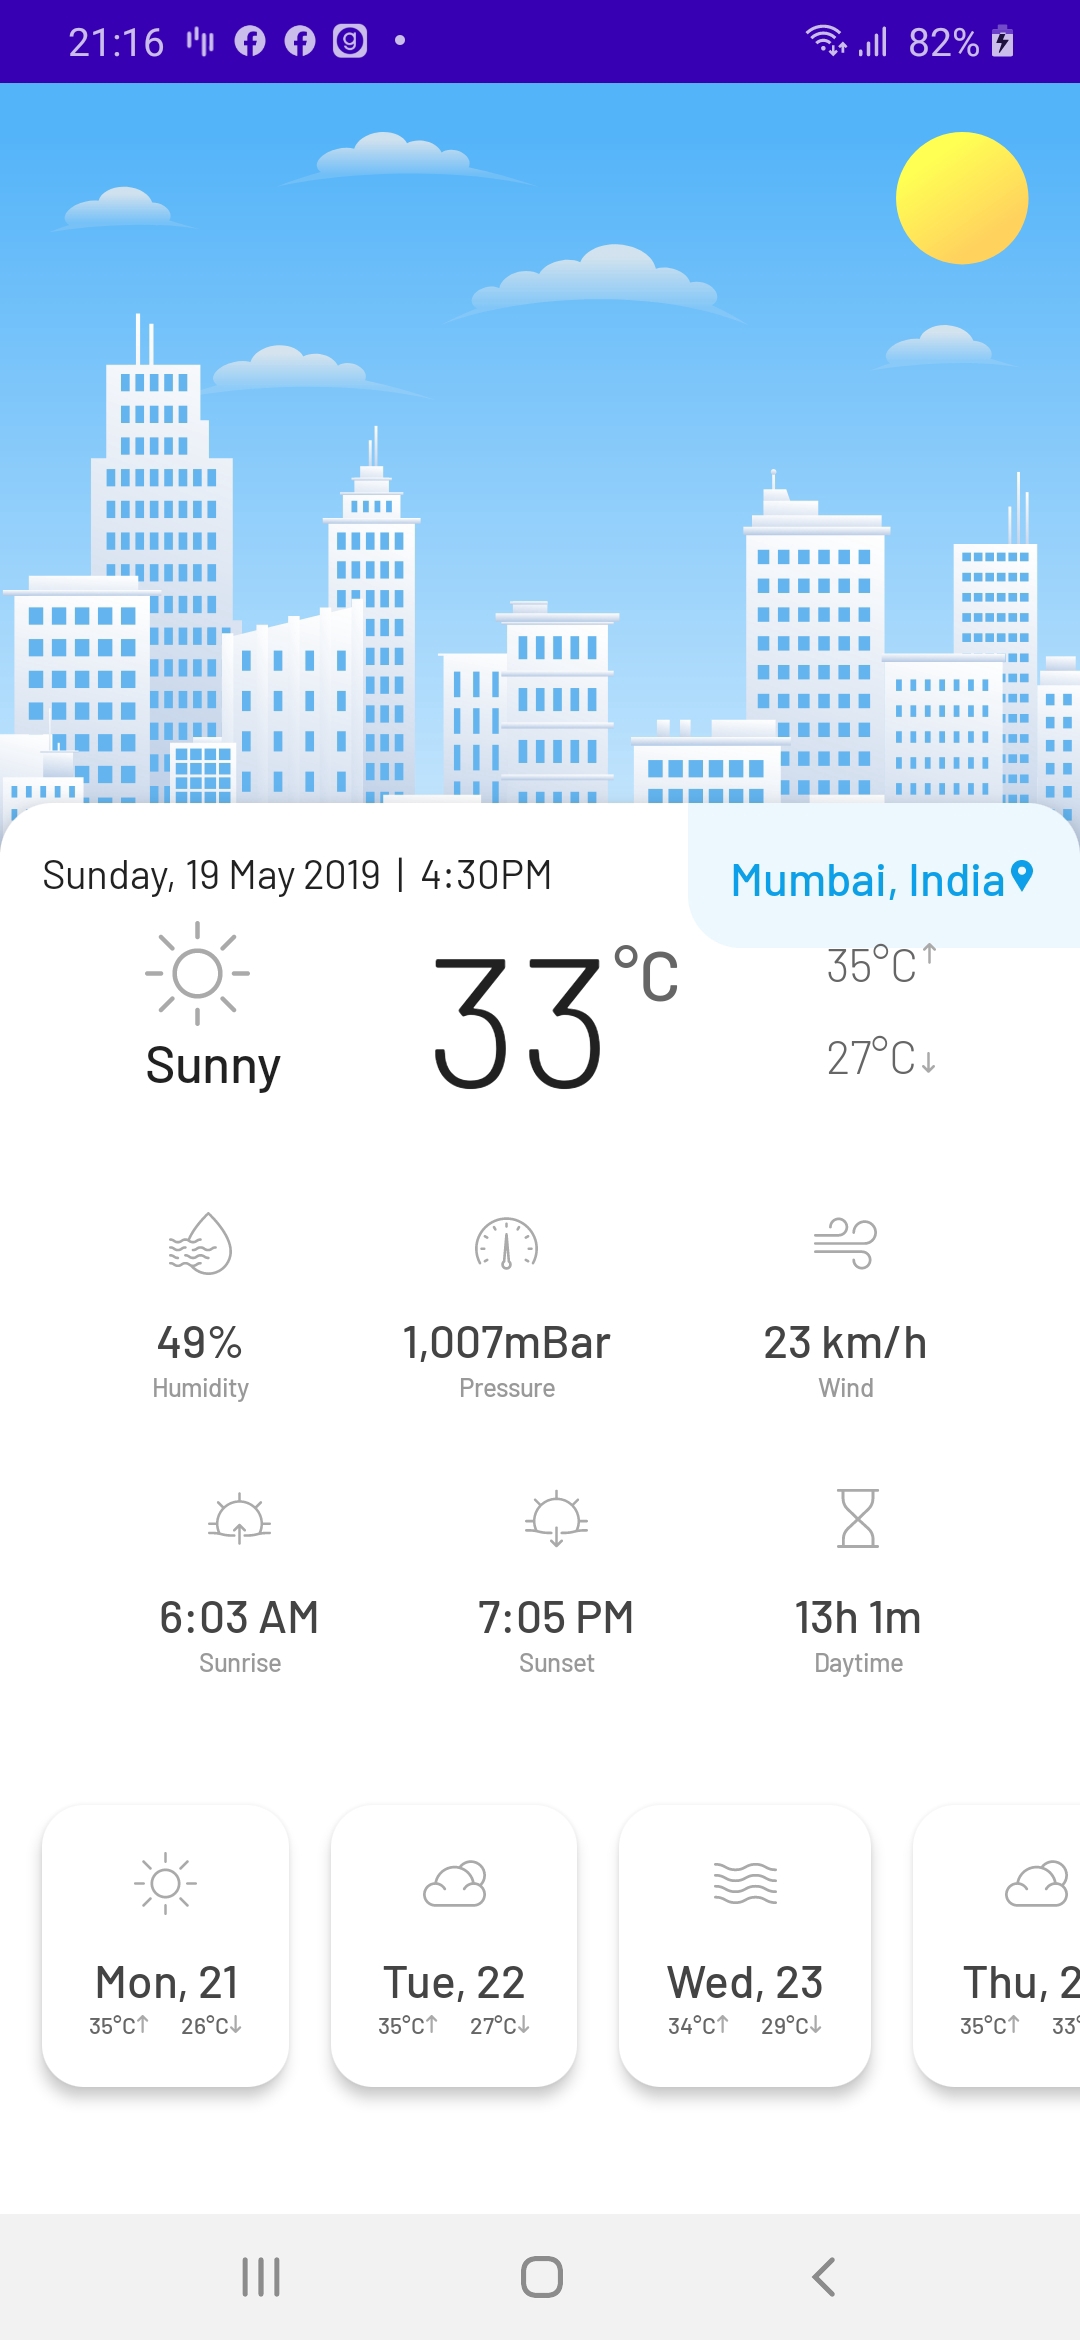 21:16 82%
Sunday, 19 May 2019 | 4:30PM
Mumbai, India
Sunny
33°C
35°C↑
27°C↓
49% 1,007mBar 23 km/h
Humidity Pressure Wind
6:03 AM 7:05 PM 13h 1m
Sunrise Sunset Daytime
Mon, 21 Tue, 22 Wed, 23 Thu, 2
35°C↑ 26°C↓ 35°C↑ 27°C↓ 34°C↑ 29°C↓ 35°C↑ 33°